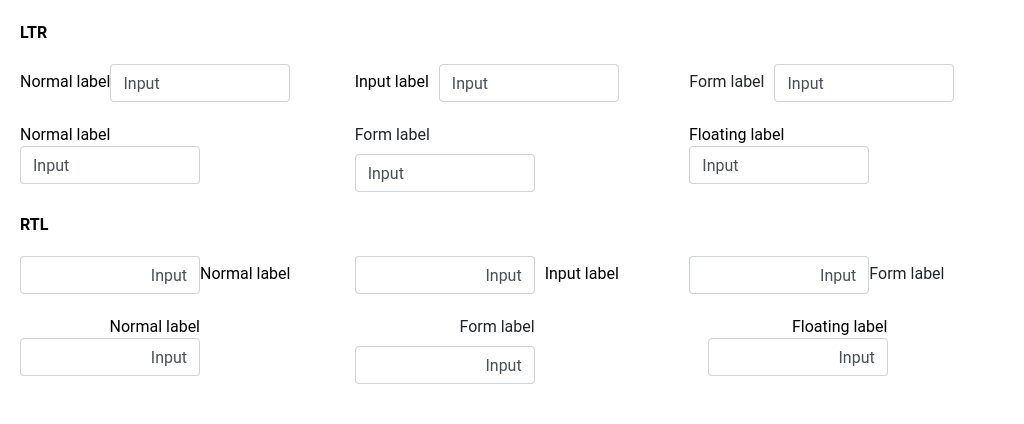 LTR
Normal label Input Input label Input Form label Input
Normal label Form label Floating label
Input Input Input
RTL
Input Normal label Input Input label Input Form label
Normal label Form label Floating label
Input Input Input